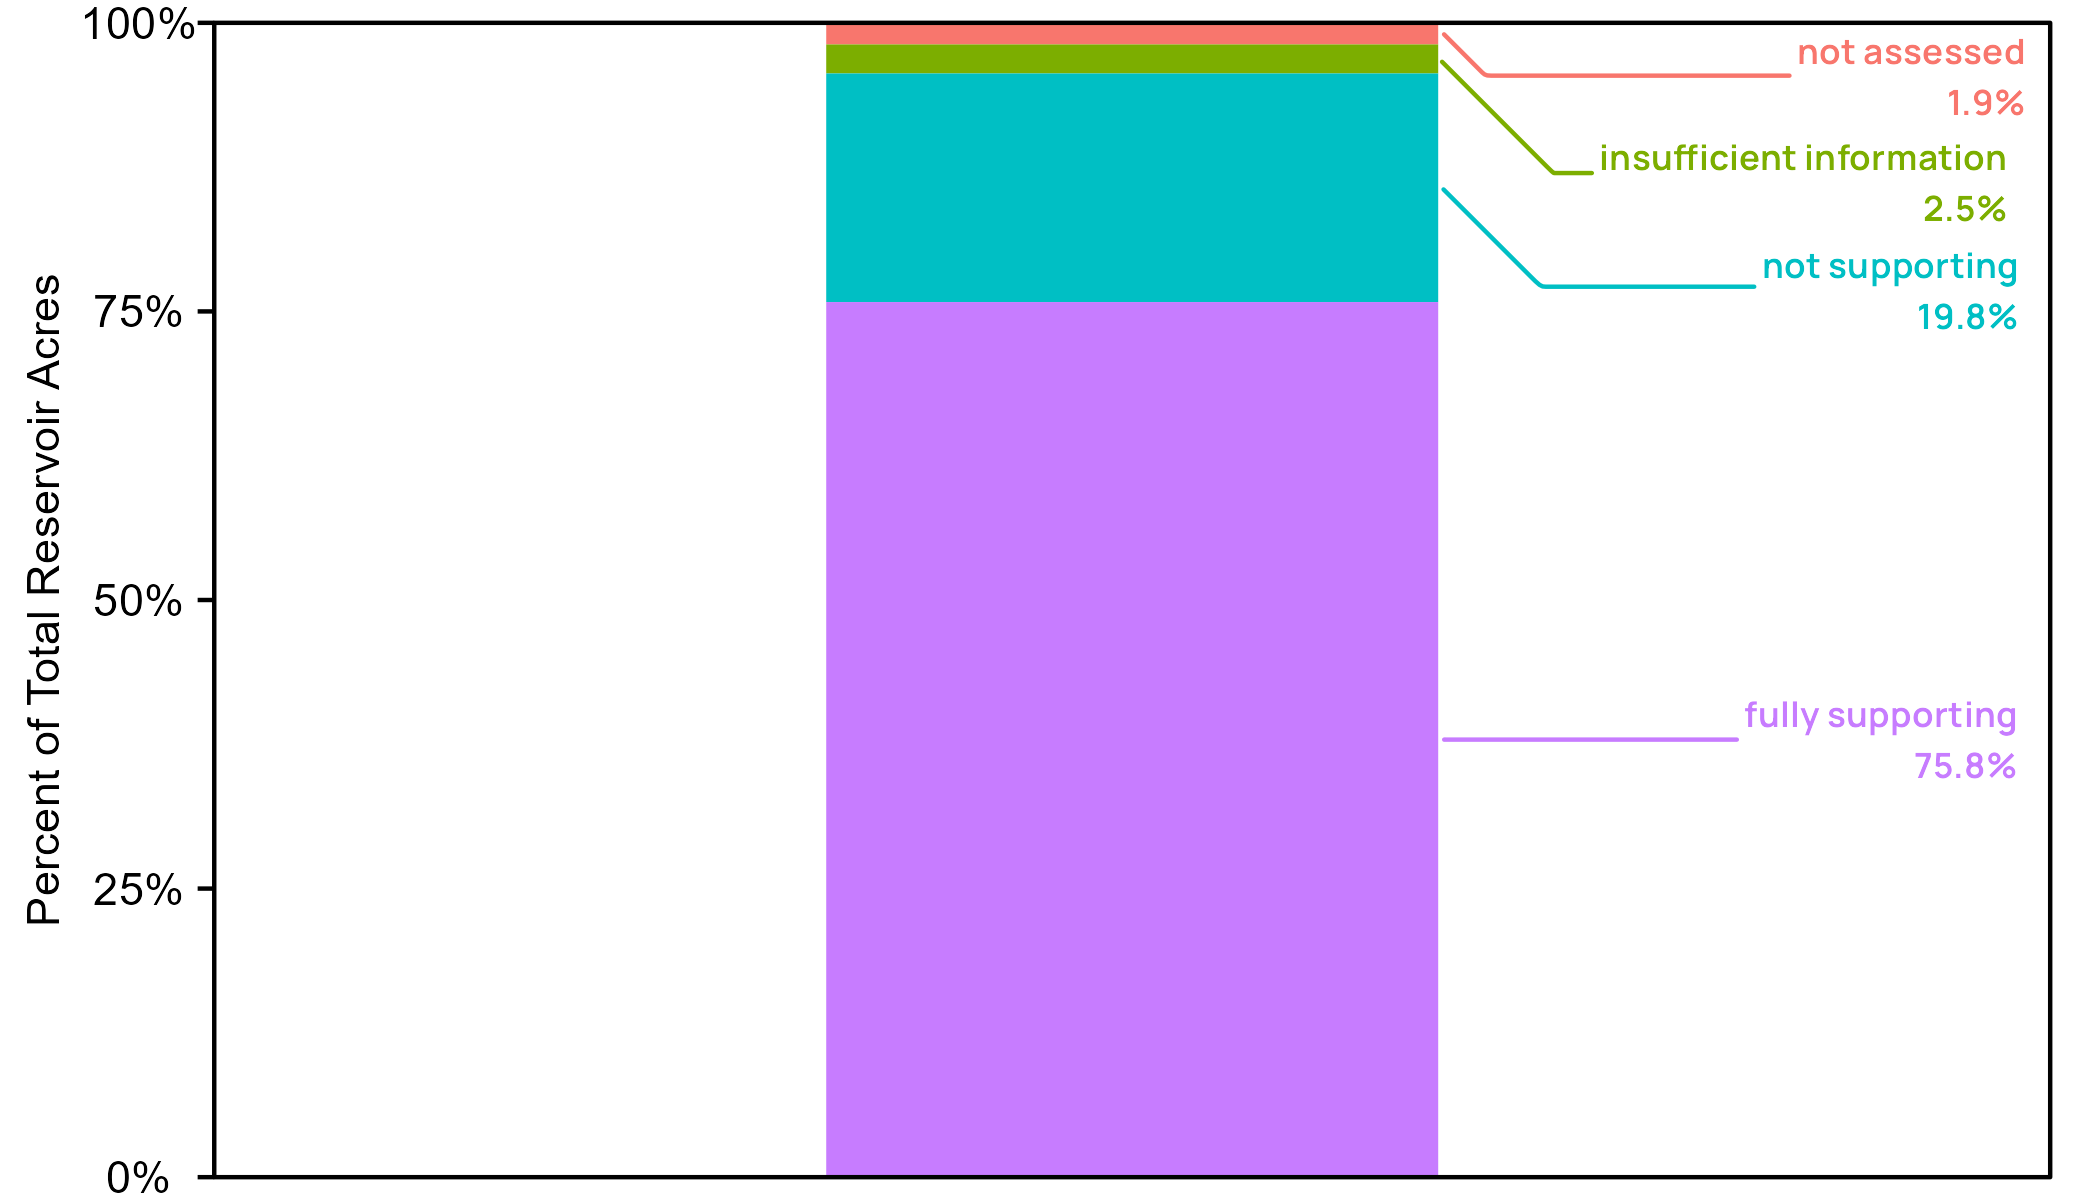 100%
75%
50%
25%
0%
Percent of Total Reservoir Acres
not assessed
1.9%
insufficient information
2.5%
not supporting
19.8%
fully supporting
75.8%